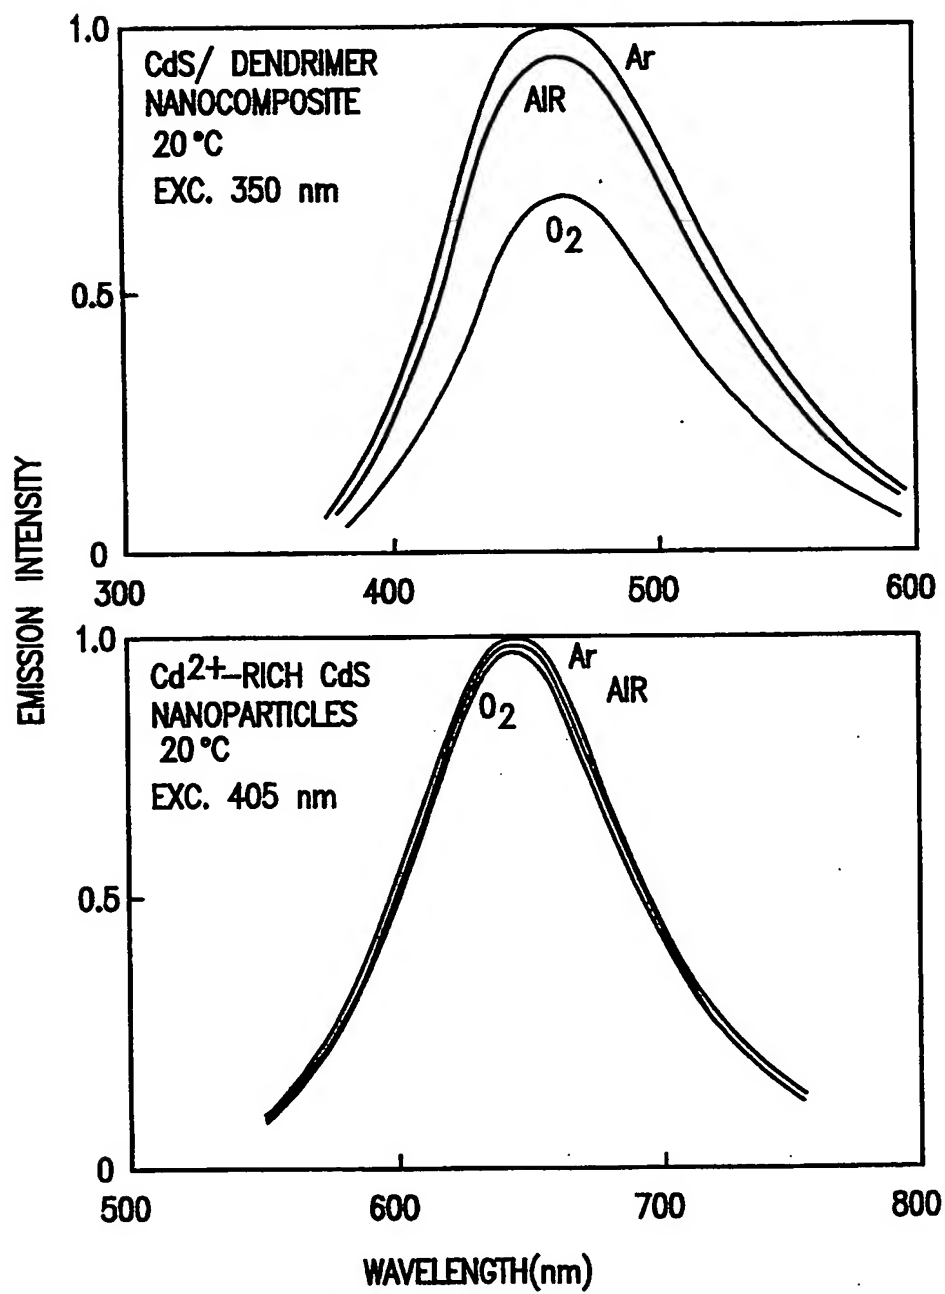 1.0
CdS/ DENDRIMER
NANOCOMPOSITE
20°C
EXC. 350 nm
Ar
AIR
O2
0.5
0
300 400 500 600
EMISSION INTENSITY
1.0
Cd2+-RICH CdS
NANOPARTICLES
20°C
EXC. 405 nm
Ar
AIR
O2
0.5
0
500 600 700 800
WAVELENGTH(nm)